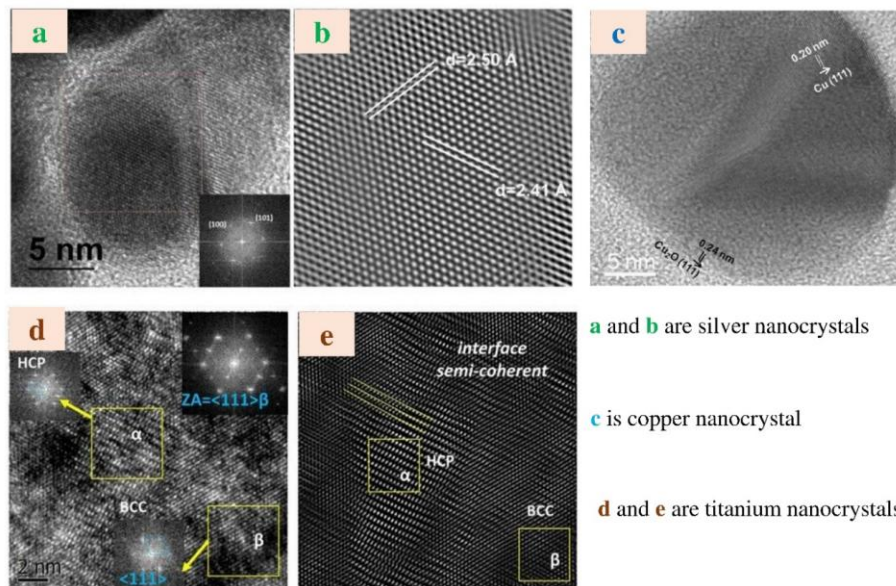 a
(100) (101)
5 nm
b
d=2.50 Å
d=2.41 Å
c
0.20 nm
Cu (111)
0.24 nm
Cu₂O (111)
5 nm
d
HCP
ZA=<111>β
α
BCC
β
<111>
2 nm
e
interface
semi-coherent
α
HCP
BCC
β
a and b are silver nanocrystals
c is copper nanocrystal
d and e are titanium nanocrystals